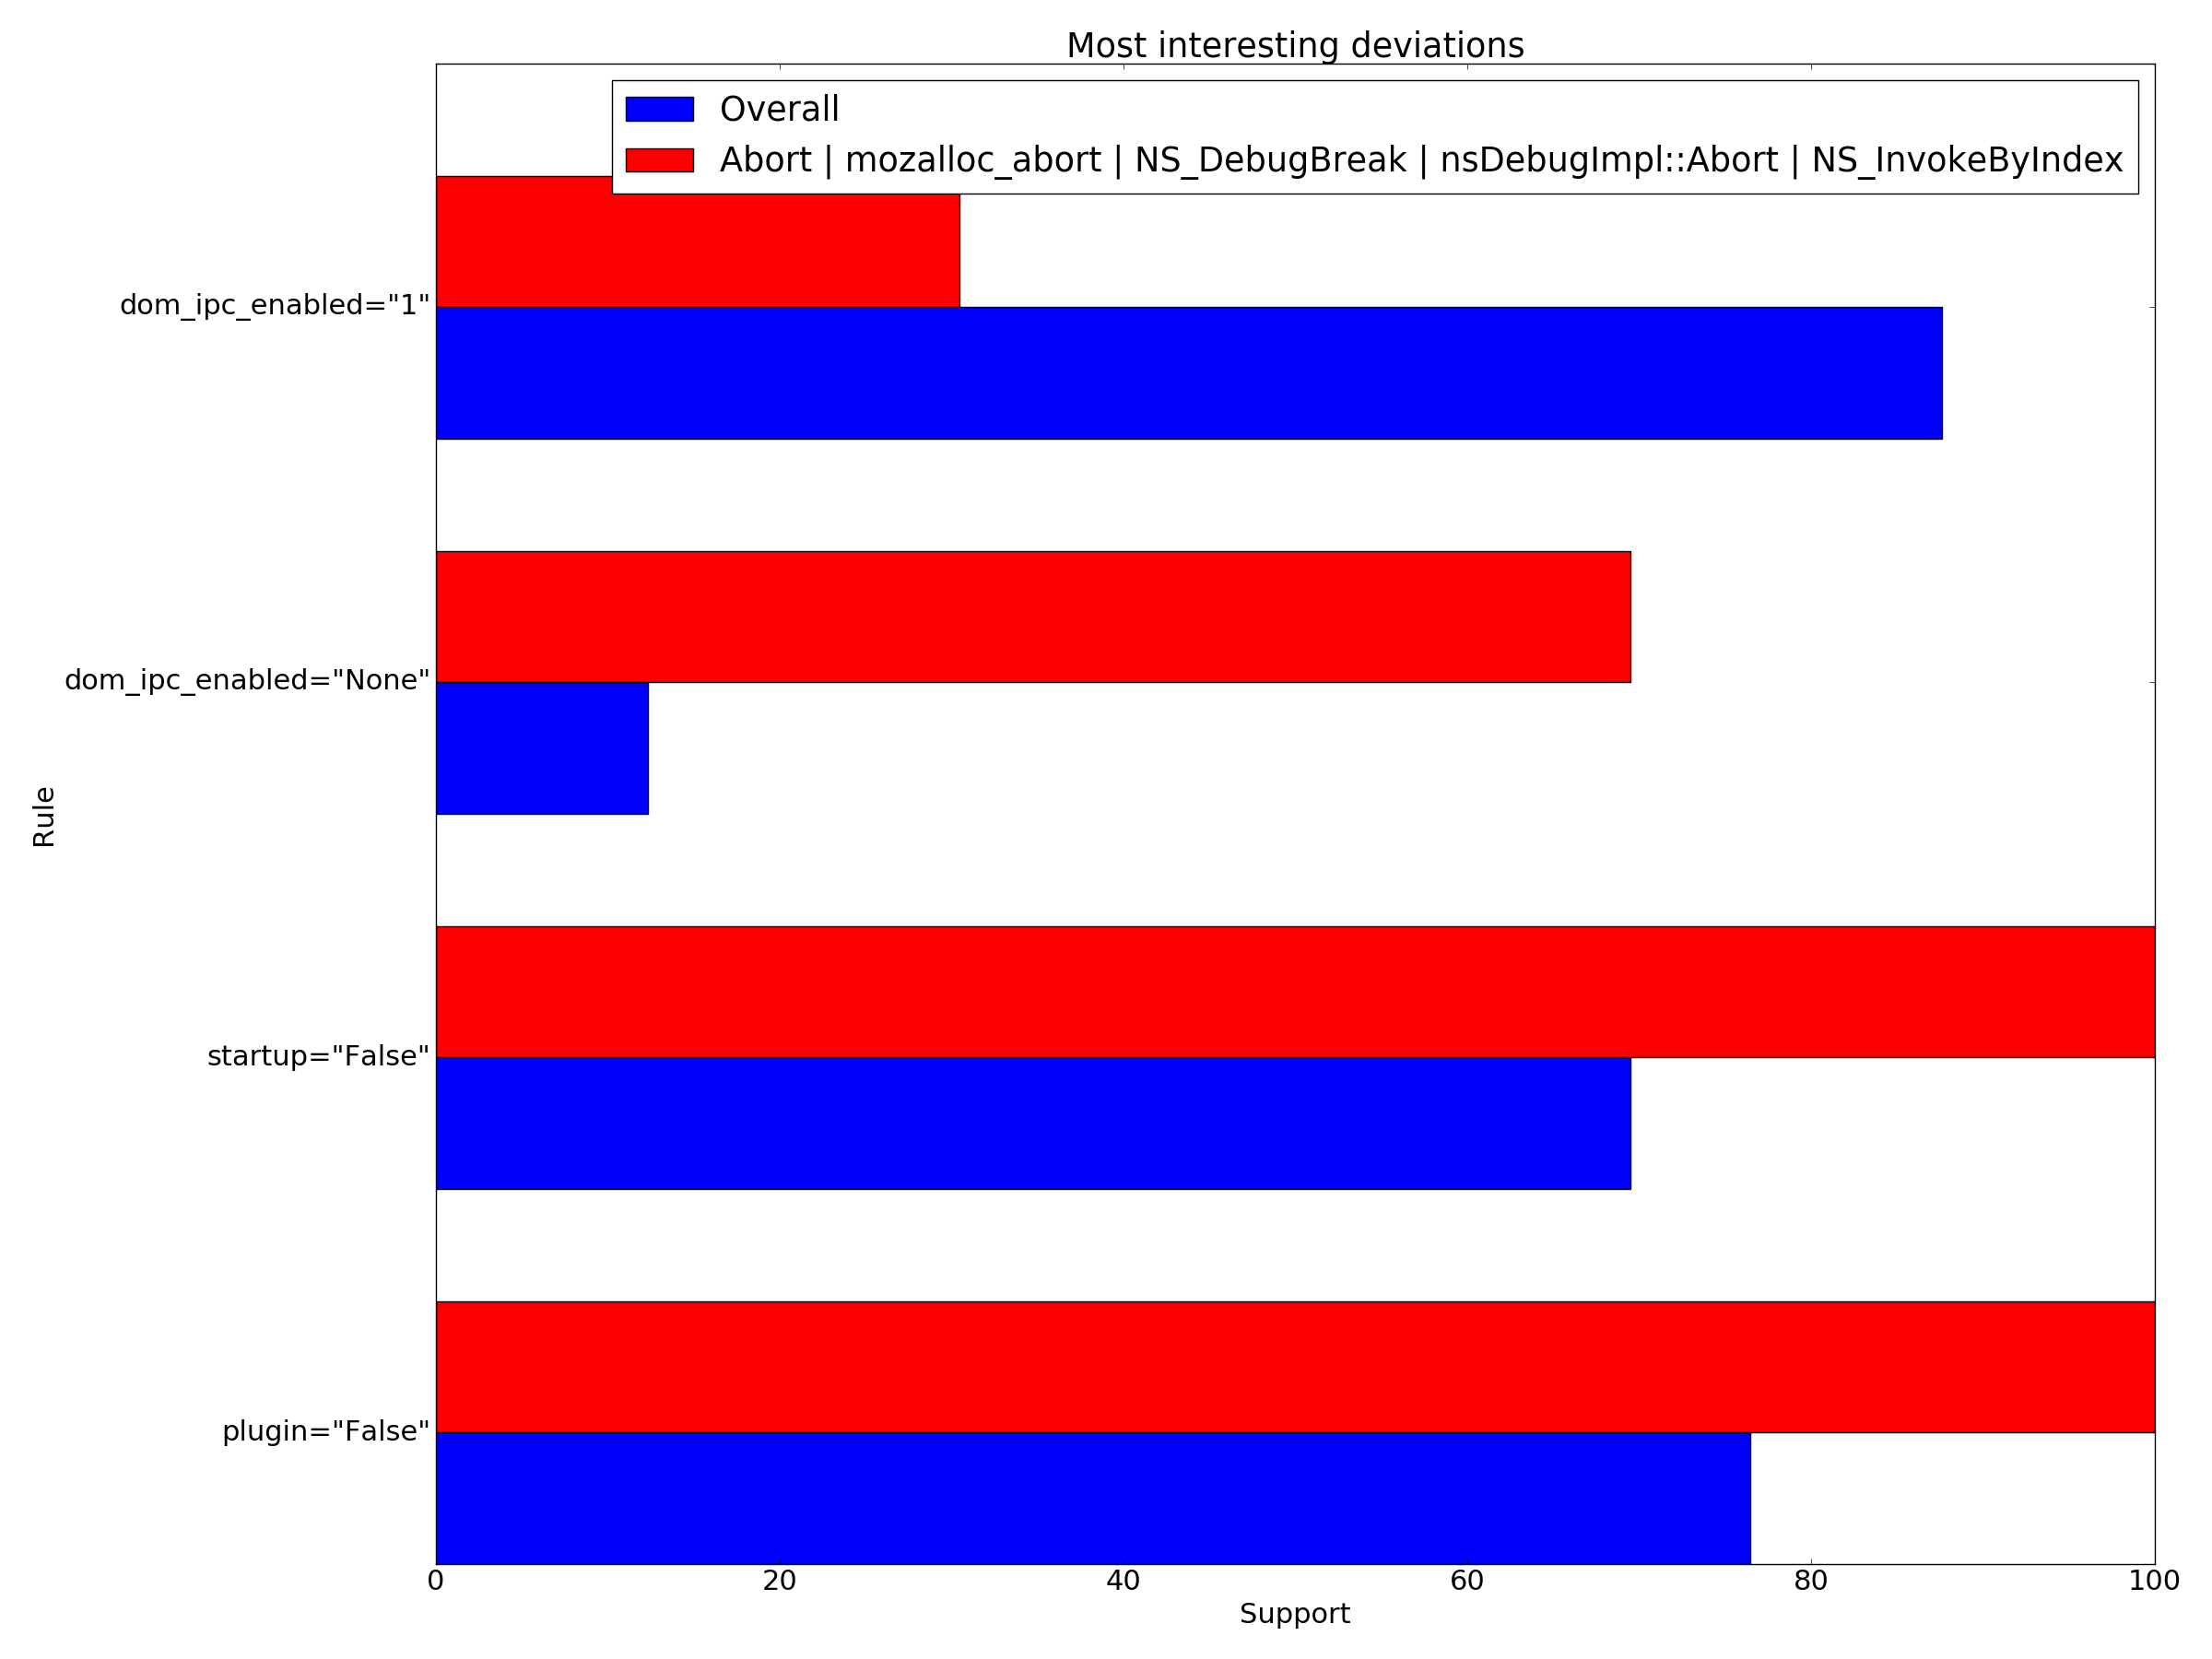 Most interesting deviations
Overall
Abort | mozalloc_abort | NS_DebugBreak | nsDebugImpl::Abort | NS_InvokeByIndex
dom_ipc_enabled="1"
dom_ipc_enabled="None"
Rule
startup="False"
plugin="False"
0 20 40 60 80 100
Support